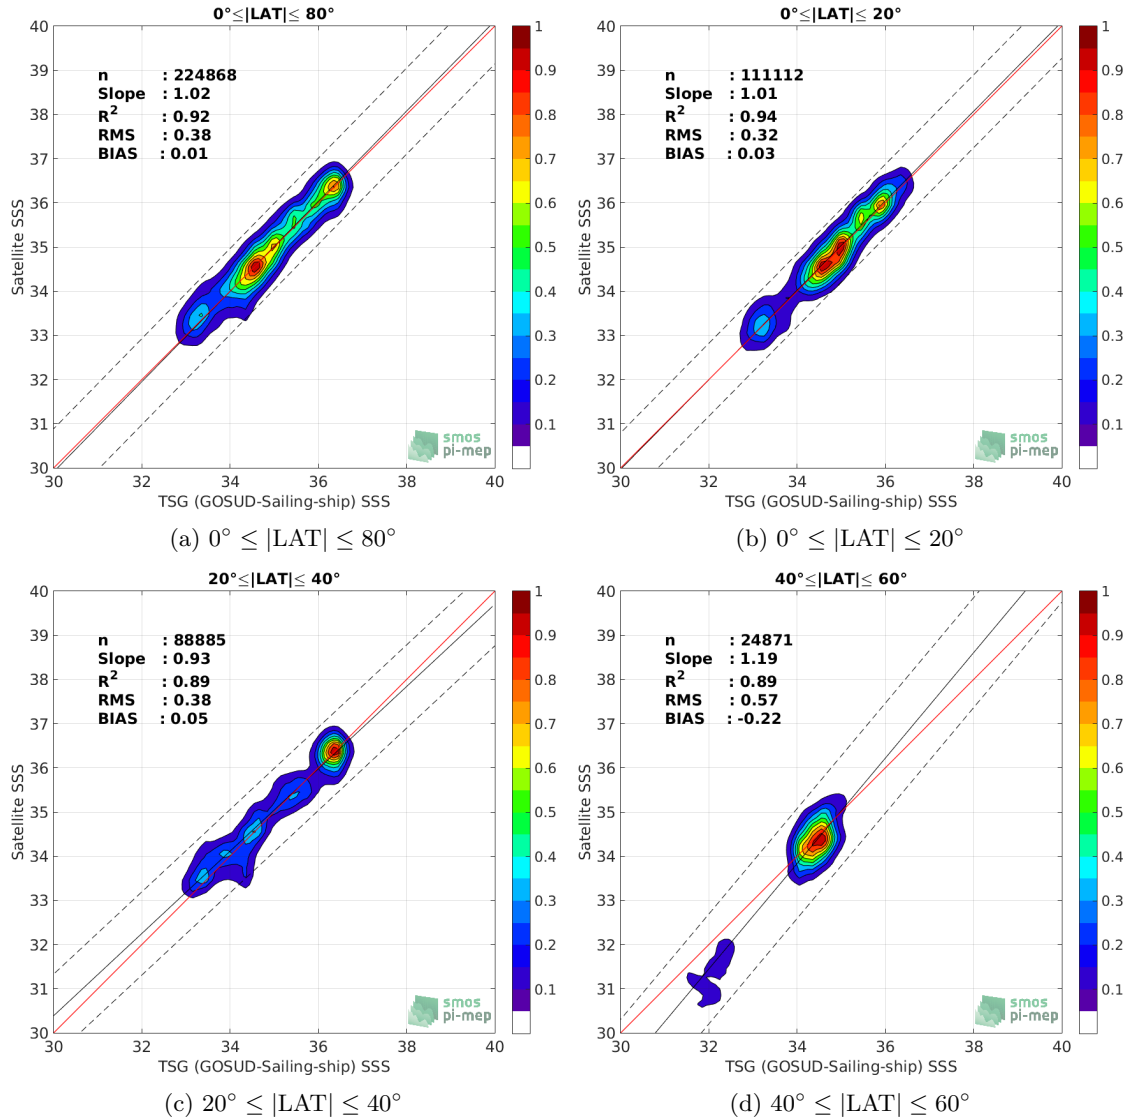 0°≤|LAT|≤ 80°
n : 224868
Slope : 1.02
R2 : 0.92
RMS : 0.38
BIAS : 0.01
Satellite SSS
40
39
38
37
36
35
34
33
32
31
30
30 32 34 36 38 40
TSG (GOSUD-Sailing-ship) SSS
smos
pi-mep
1
0.9
0.8
0.7
0.6
0.5
0.4
0.3
0.2
0.1
(a) 0° ≤ |LAT| ≤ 80°
0°≤|LAT|≤ 20°
n : 111112
Slope : 1.01
R2 : 0.94
RMS : 0.32
BIAS : 0.03
Satellite SSS
40
39
38
37
36
35
34
33
32
31
30
30 32 34 36 38 40
TSG (GOSUD-Sailing-ship) SSS
smos
pi-mep
1
0.9
0.8
0.7
0.6
0.5
0.4
0.3
0.2
0.1
(b) 0° ≤ |LAT| ≤ 20°
20°≤|LAT|≤ 40°
n : 88885
Slope : 0.93
R2 : 0.89
RMS : 0.38
BIAS : 0.05
Satellite SSS
40
39
38
37
36
35
34
33
32
31
30
30 32 34 36 38 40
TSG (GOSUD-Sailing-ship) SSS
smos
pi-mep
1
0.9
0.8
0.7
0.6
0.5
0.4
0.3
0.2
0.1
(c) 20° ≤ |LAT| ≤ 40°
40°≤|LAT|≤ 60°
n : 24871
Slope : 1.19
R2 : 0.89
RMS : 0.57
BIAS : -0.22
Satellite SSS
40
39
38
37
36
35
34
33
32
31
30
30 32 34 36 38 40
TSG (GOSUD-Sailing-ship) SSS
smos
pi-mep
1
0.9
0.8
0.7
0.6
0.5
0.4
0.3
0.2
0.1
(d) 40° ≤ |LAT| ≤ 60°